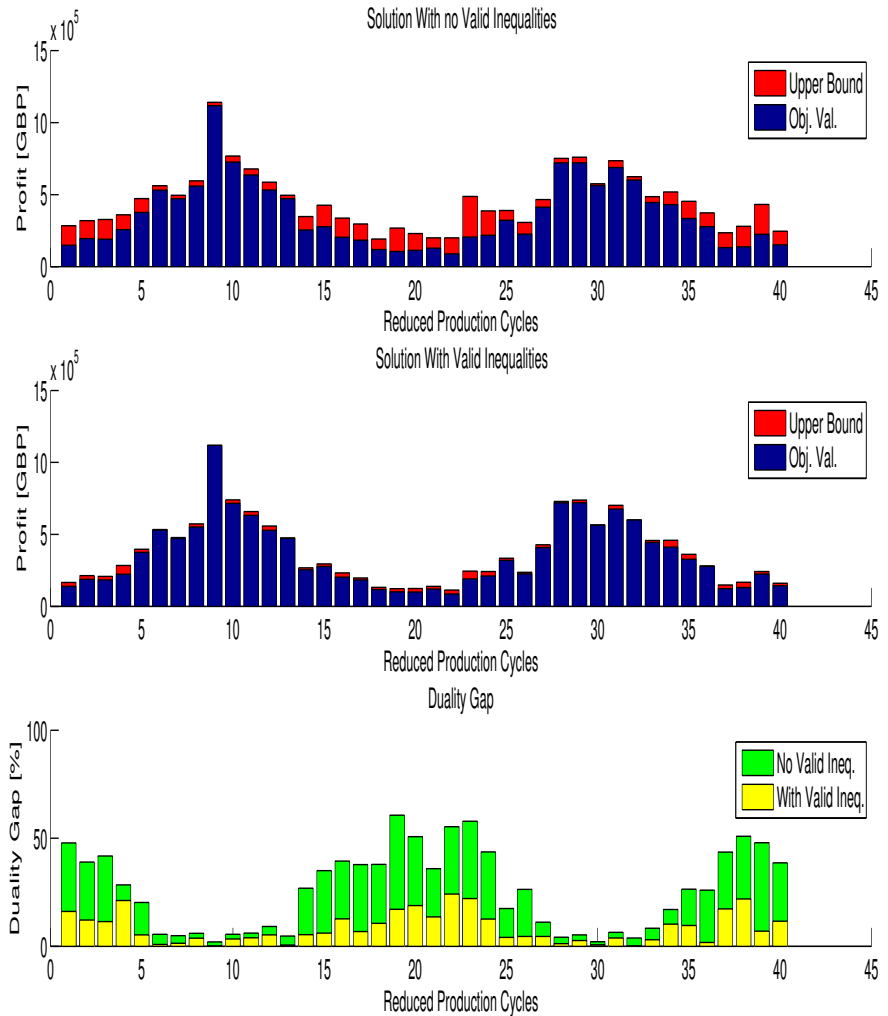 Solution With no Valid Inequalities
x 10^5
15
10
5
0
Profit [GBP]
Upper Bound
Obj. Val.
0 5 10 15 20 25 30 35 40 45
Reduced Production Cycles
Solution With Valid Inequalities
x 10^5
15
10
5
0
Profit [GBP]
Upper Bound
Obj. Val.
0 5 10 15 20 25 30 35 40 45
Reduced Production Cycles
Duality Gap
100
50
0
Duality Gap [%]
No Valid Ineq.
With Valid Ineq.
0 5 10 15 20 25 30 35 40 45
Reduced Production Cycles